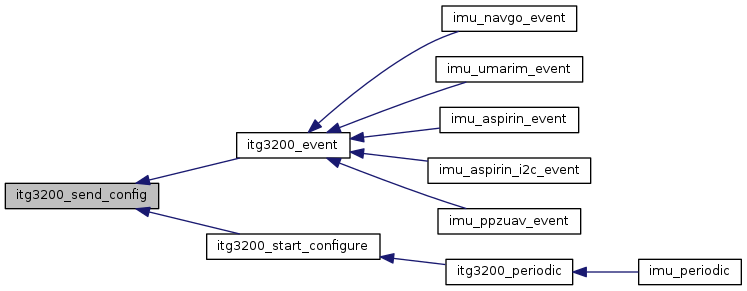 imu_navgo_event
imu_umarim_event
imu_aspirin_event
itg3200_event
imu_aspirin_i2c_event
itg3200_send_config
imu_ppzuav_event
itg3200_start_configure
itg3200_periodic
imu_periodic